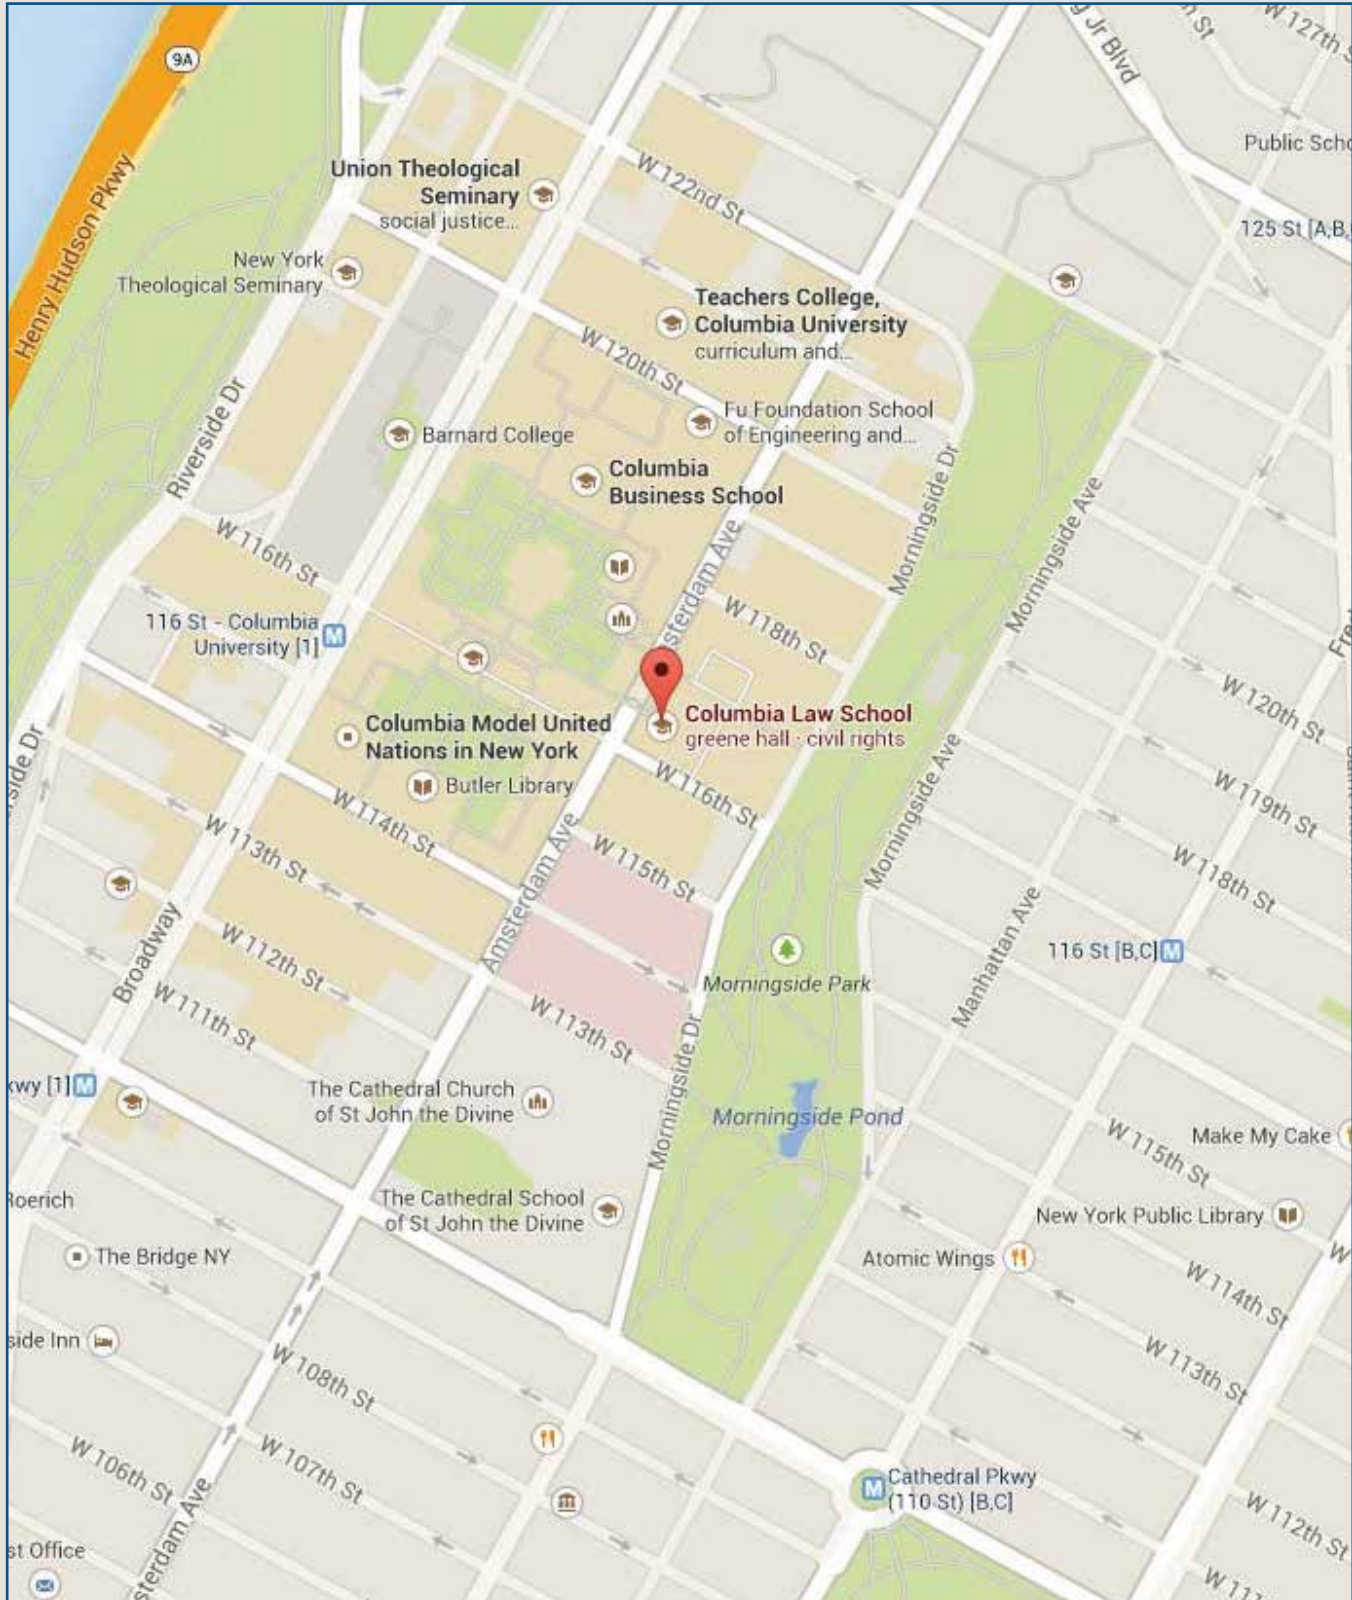 9A
g Jr Blvd
n St
W 127th S
Public Scho
Henry Hudson Pkwy
Union Theological
Seminary
social justice...
W 122nd St
125 St [A,B,
New York
Theological Seminary
Teachers College,
Columbia University
curriculum and...
W 120th St
Riverside Dr
Fu Foundation School
of Engineering and...
Barnard College
Columbia
Business School
Morningside Dr
Morningside Ave
W 116th St
sterdam Ave
W 118th St
116 St - Columbia
University [1]
M
W 120th St
Columbia Law School
greene hall · civil rights
Columbia Model United
Nations in New York
Butler Library
rside Dr
W 116th St
Morningside Ave
W 119th St
W 114th St
W 113th St
Amsterdam Ave
W 115th St
W 118th St
Manhattan Ave
Broadway
W 112th St
116 St [B,C]
M
Morningside Park
W 111th St
W 113th St
kwy [1]
M
The Cathedral Church
of St John the Divine
Morningside Dr
Morningside Pond
W 115th St
Make My Cake
Roerich
The Cathedral School
of St John the Divine
New York Public Library
W
The Bridge NY
Atomic Wings
W 114th St
side Inn
W 108th St
W 113th St
W 106th St
W 107th St
Cathedral Pkwy
(110 St) [B,C]
M
W 112th St
st Office
sterdam Ave
W 111